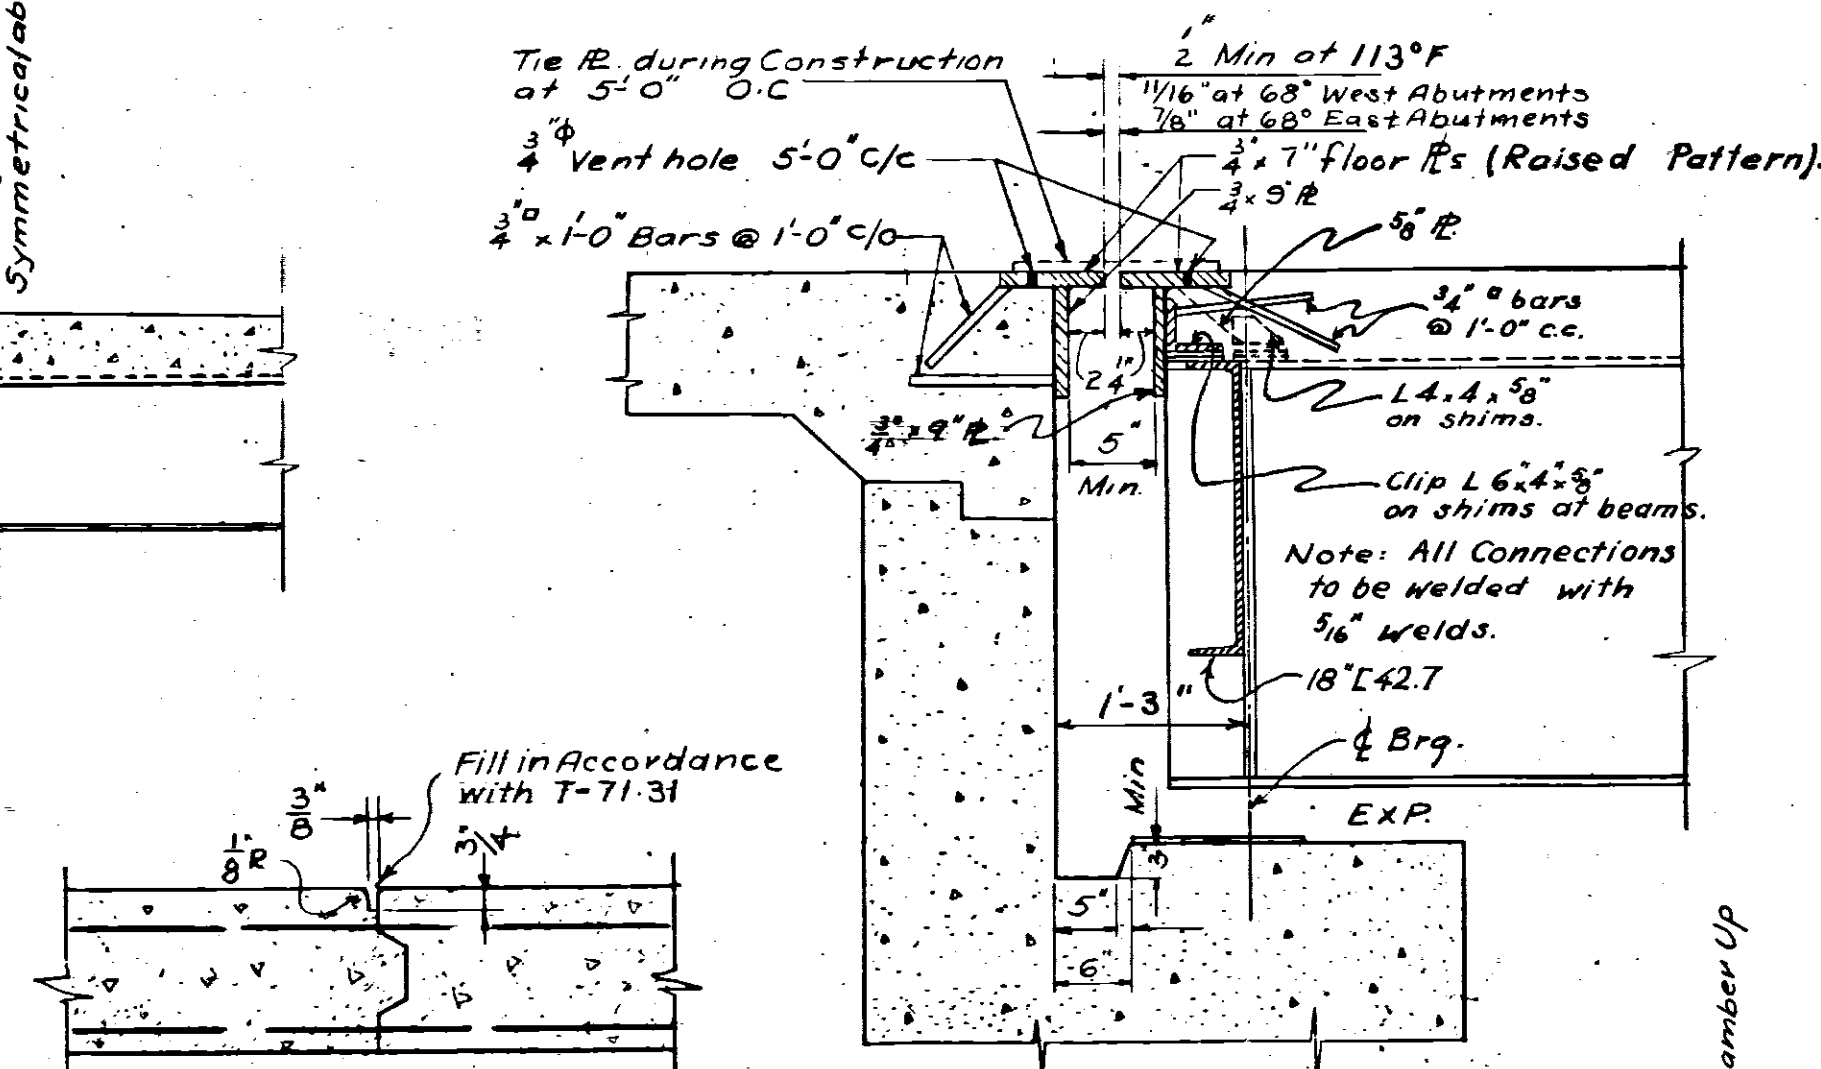 Symmetrical ab
Tie ⅊ during Construction
at 5'-0" O.C
3/4"φ Vent hole 5'-0" c/c
3/4"▫ x 1'-0" Bars @ 1'-0" c/c
1/2" Min at 113°F
11/16" at 68° West Abutments
7/8" at 68° East Abutments
3/4" x 7" floor ⅊s (Raised Pattern).
3/4 x 9" ⅊
5/8" ⅊
3/4" ▫ bars
@ 1'-0" c.c.
2 1/4"
L 4 x 4 x 5/8"
on shims.
3/4" x 9" ⅊
5"
Min.
Clip L 6" x 4" x 5/8"
on shims at beams.
Note: All Connections
to be welded with
5/16" welds.
18" [ 42.7
1'-3"
℄ Brg.
Min
3"
EXP.
5"
6"
Fill in Accordance
with T-71.31
3/8"
1/8" R
3/4"
amber Up